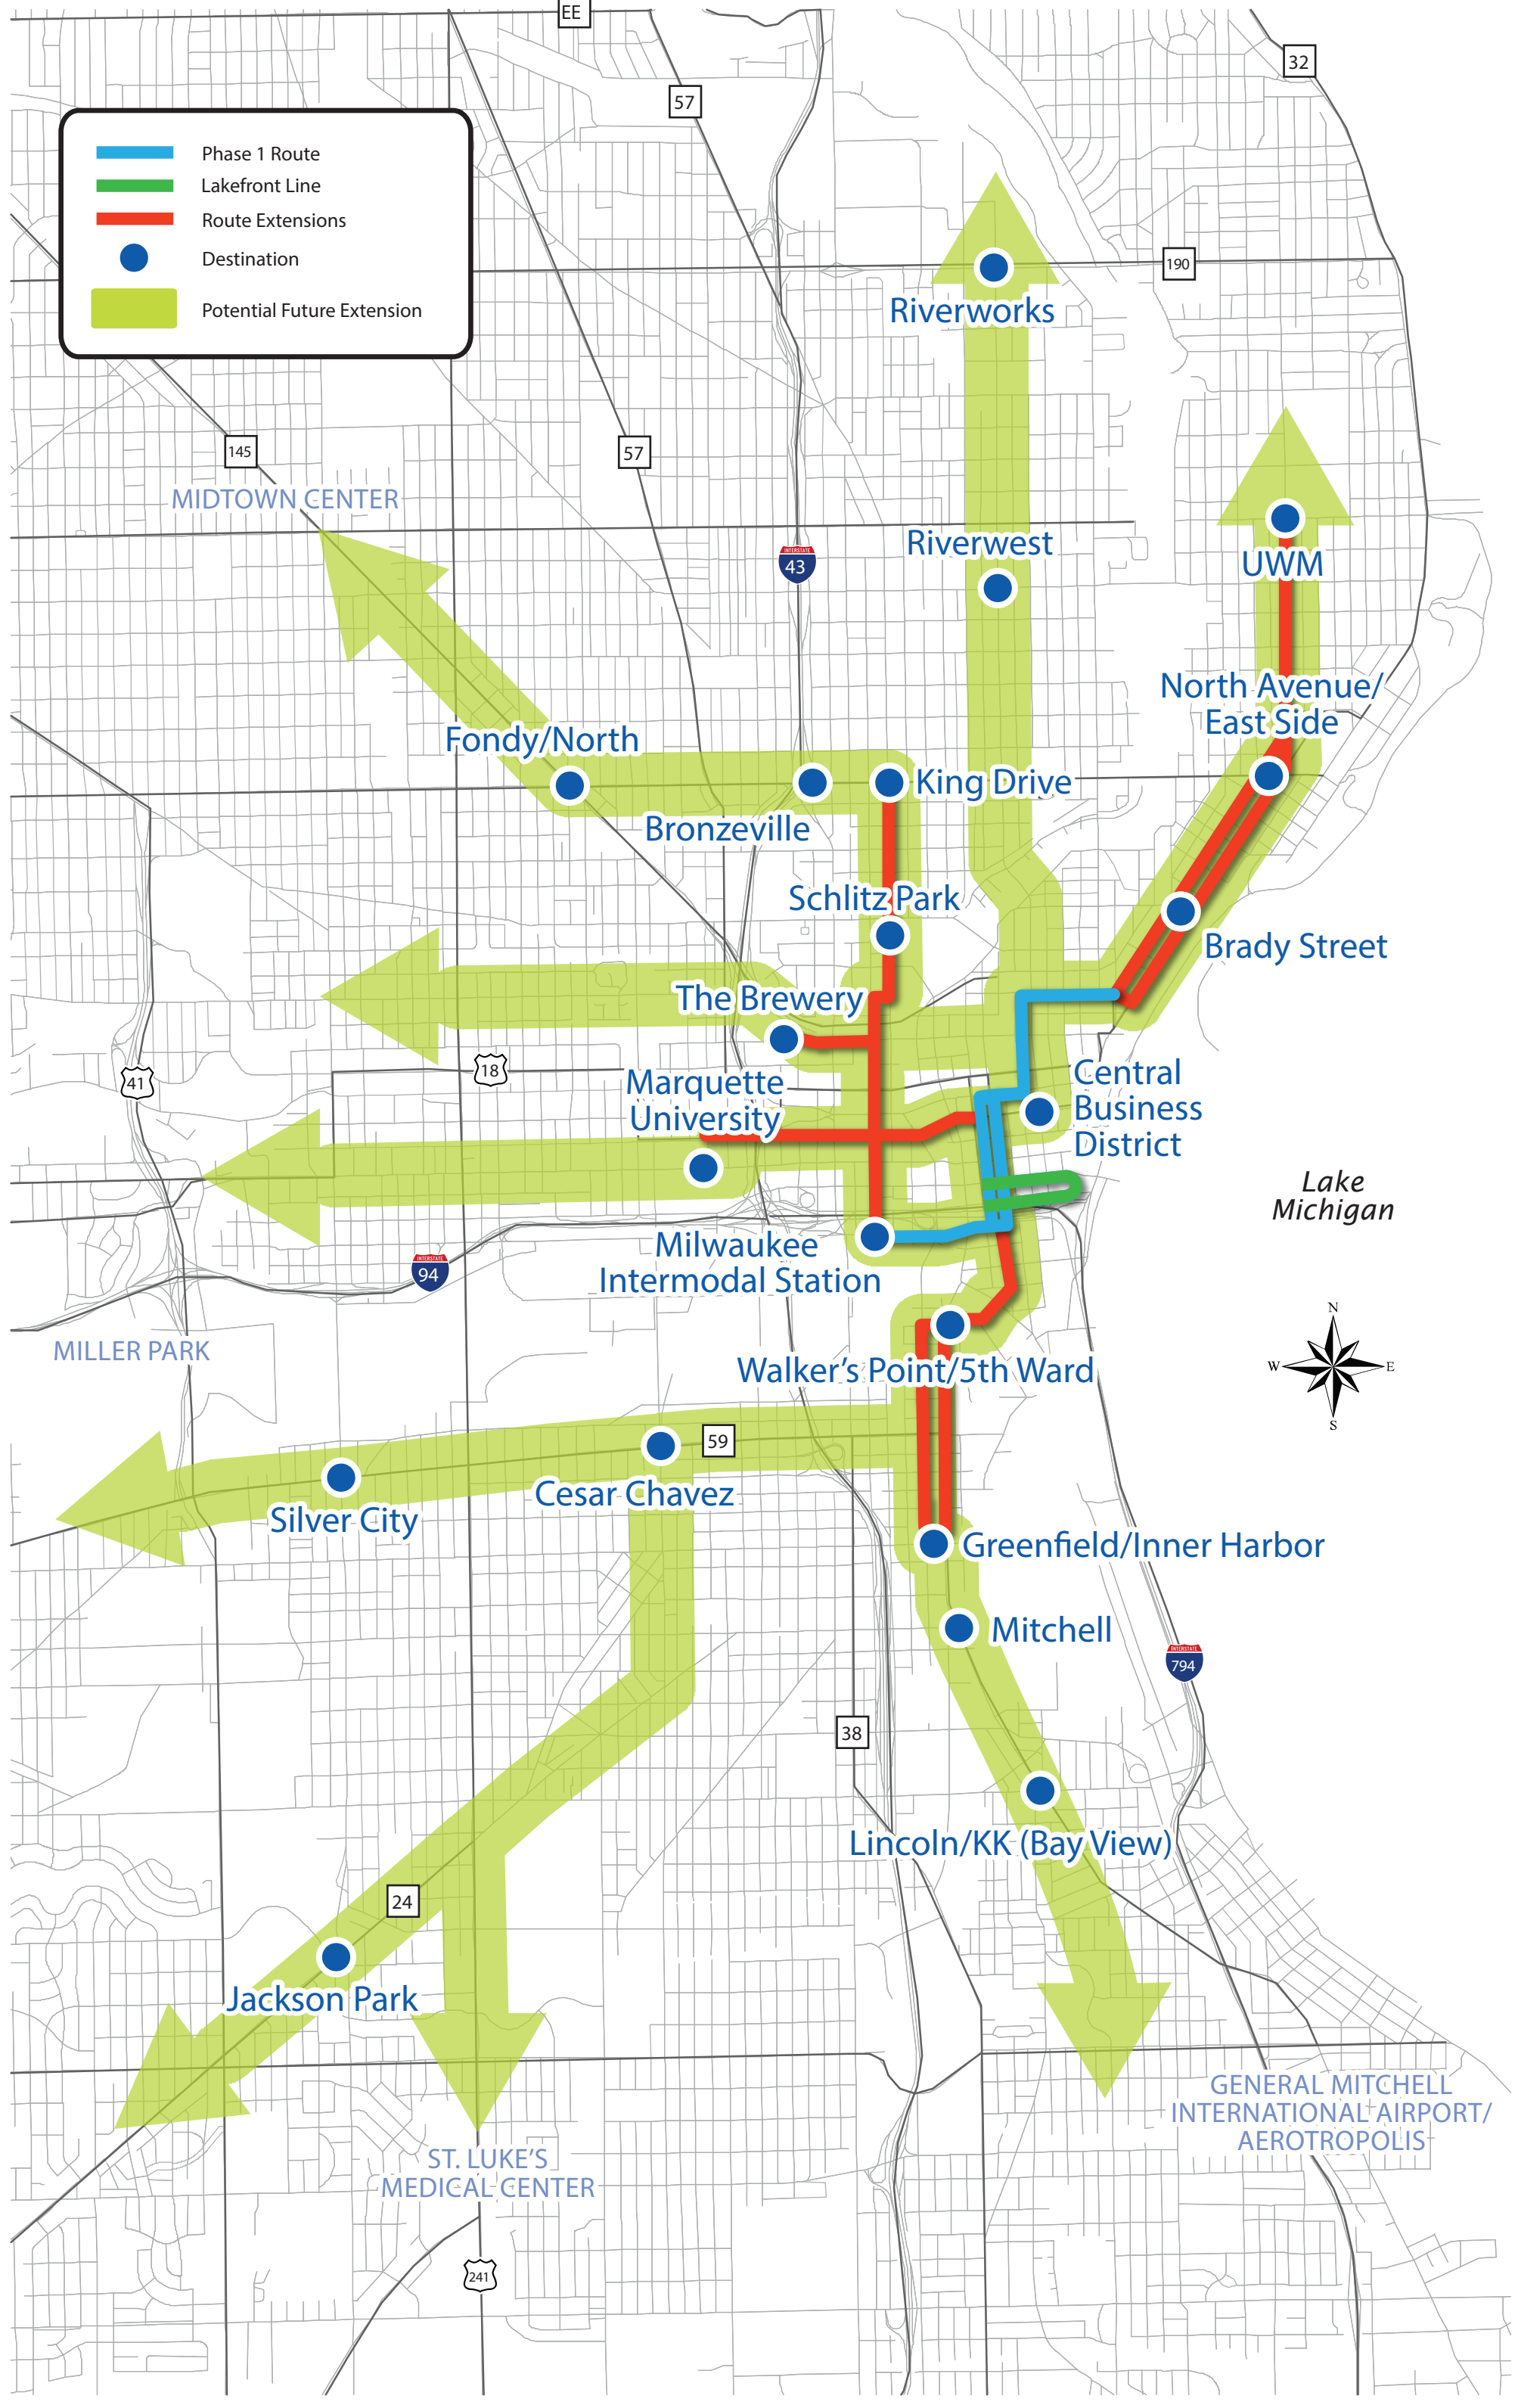 EE
32
57
Phase 1 Route
Lakefront Line
Route Extensions
Destination
Potential Future Extension
190
Riverworks
145
57
MIDTOWN CENTER
Riverwest
INTERSTATE
43
UWM
North Avenue/
East Side
Fondy/North
King Drive
Bronzeville
Schlitz Park
Brady Street
The Brewery
41
18
Marquette
University
Central
Business
District
Lake
Michigan
Milwaukee
Intermodal Station
INTERSTATE
94
MILLER PARK
N
W
E
S
Walker's Point/5th Ward
59
Cesar Chavez
Silver City
Greenfield/Inner Harbor
Mitchell
INTERSTATE
794
38
Lincoln/KK (Bay View)
24
Jackson Park
GENERAL MITCHELL
INTERNATIONAL AIRPORT/
AEROTROPOLIS
ST. LUKE'S
MEDICAL CENTER
241